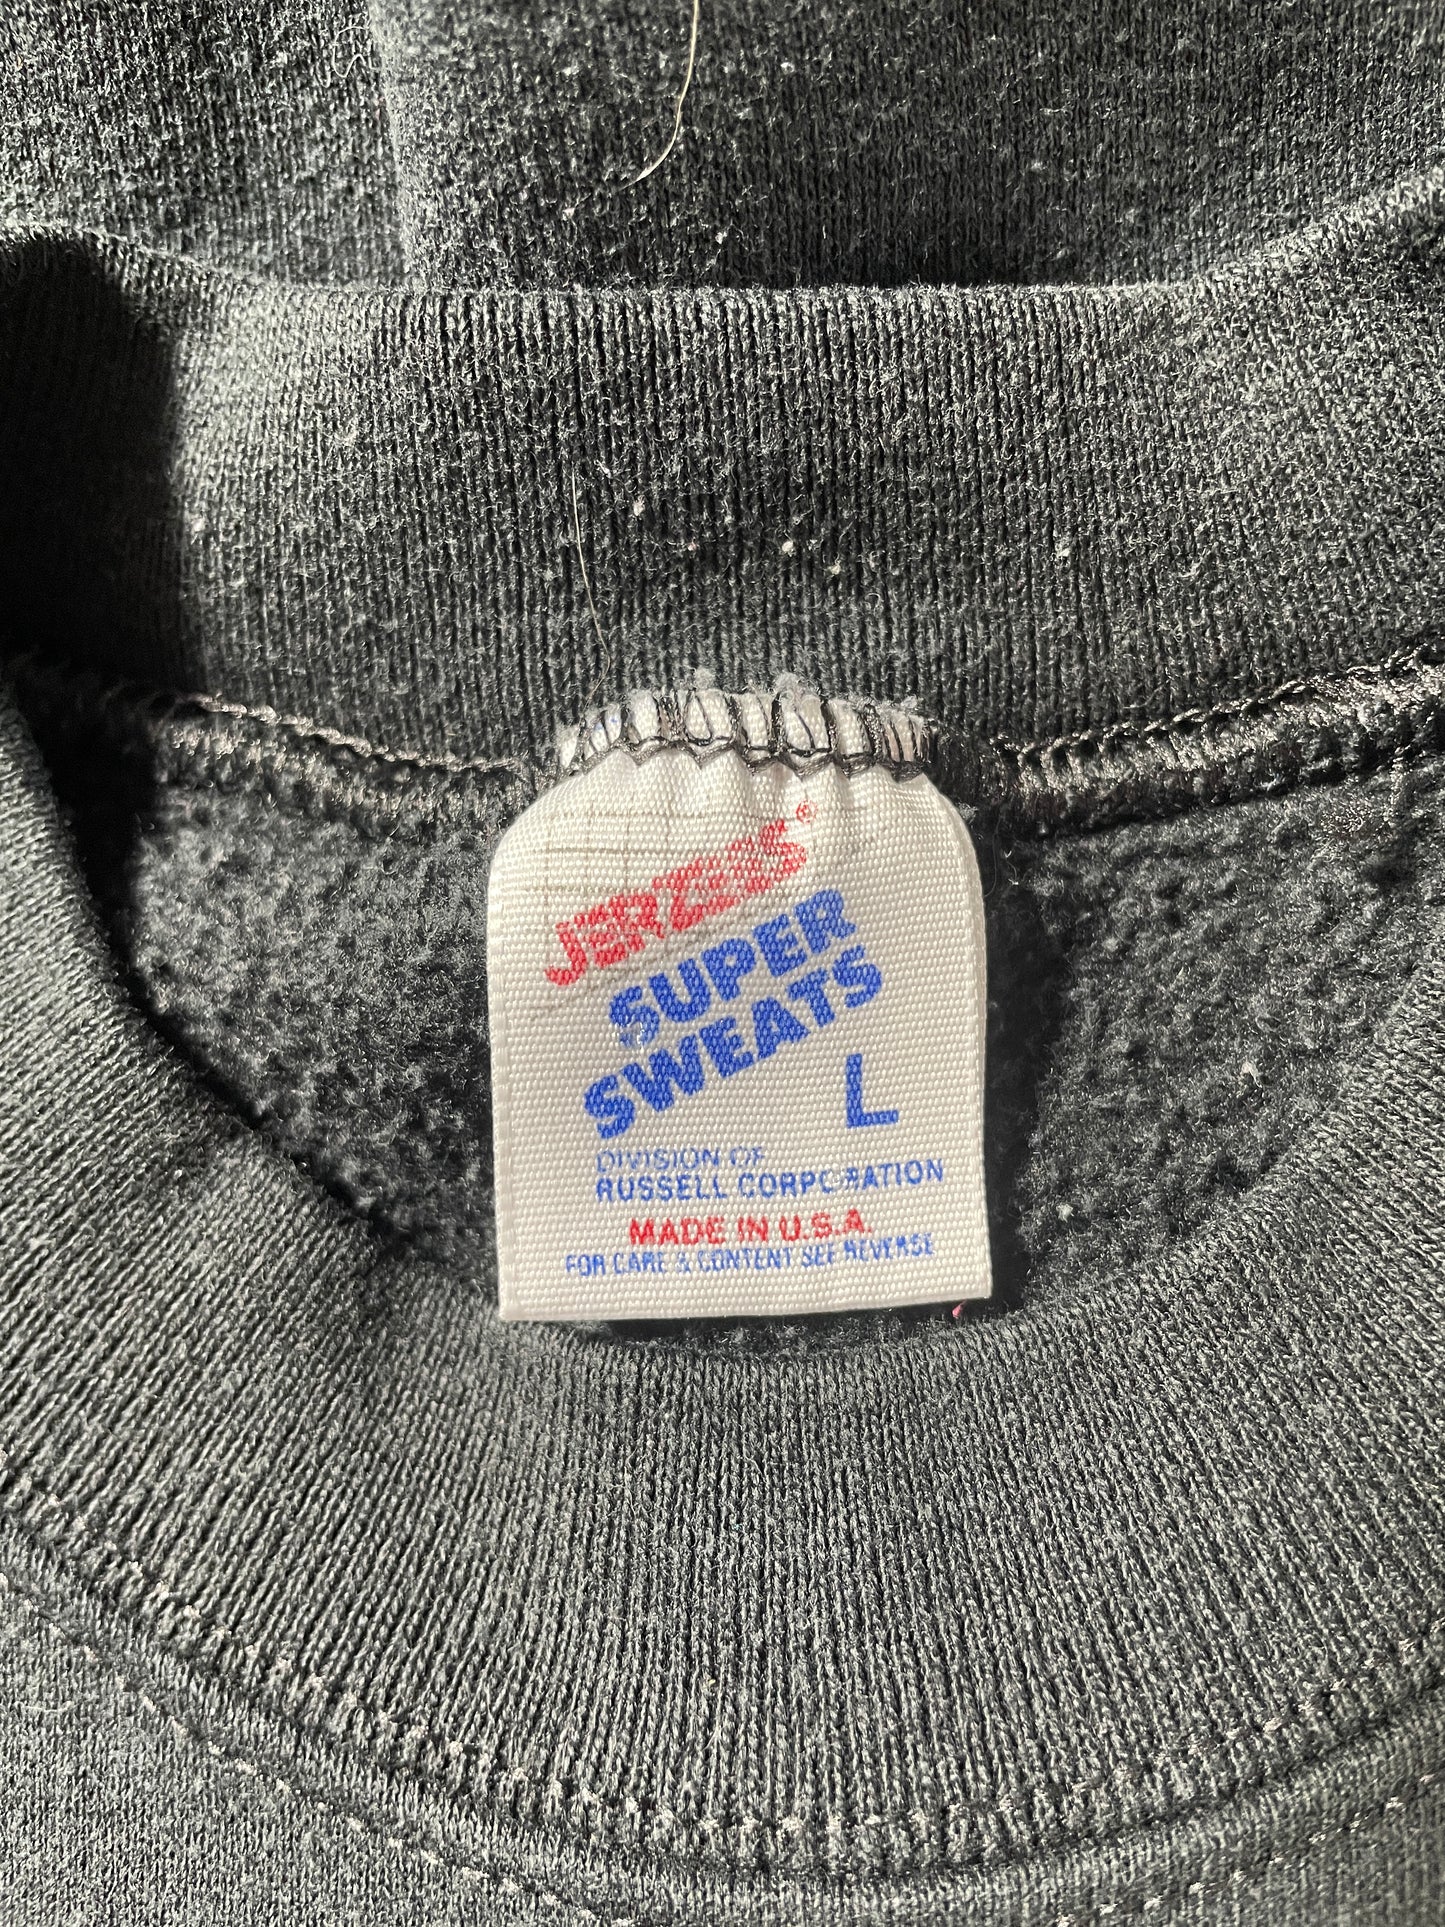 JERZEES®
SUPER
SWEATS
L
DIVISION OF
RUSSELL CORPORATION
MADE IN U.S.A.
FOR CARE & CONTENT SEE REVERSE